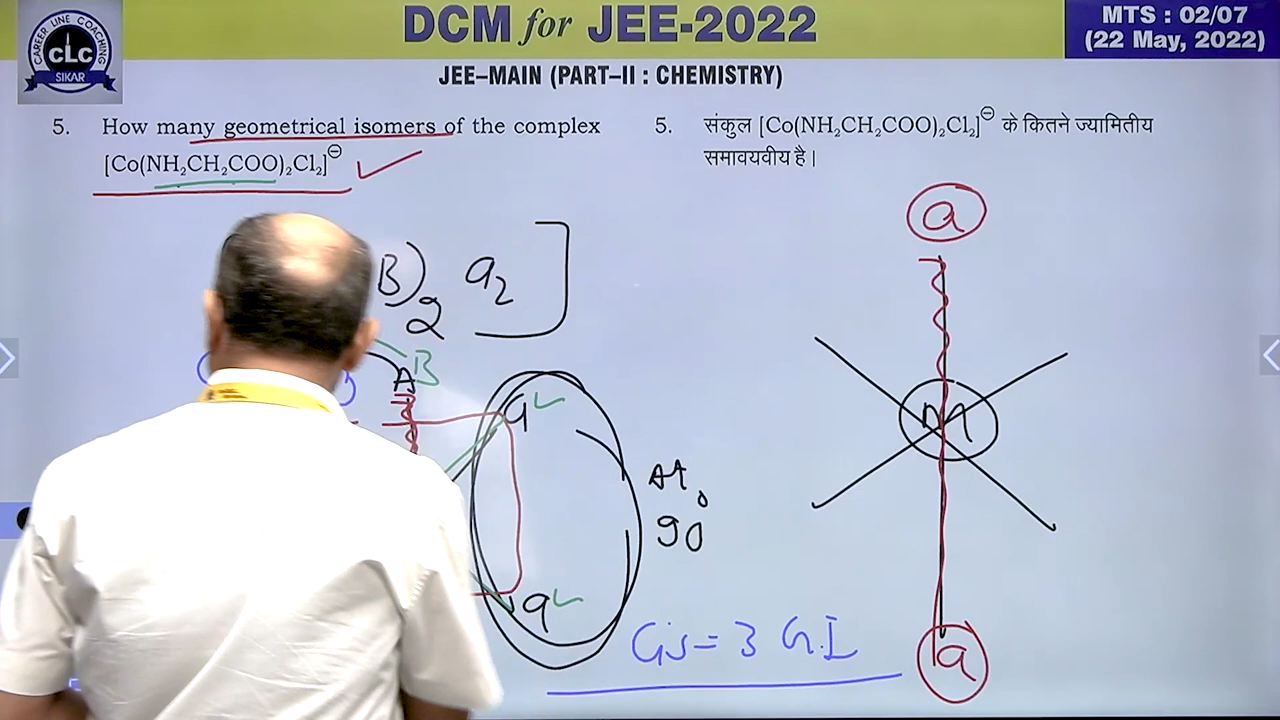 DCM for JEE-2022
MTS : 02/07
(22 May, 2022)
CAREER LINE COACHING
CLC
SIKAR
JEE–MAIN (PART–II : CHEMISTRY)
5. How many geometrical isomers of the complex
[Co(NH₂CH₂COO)₂Cl₂]⊖
5. संकुल [Co(NH₂CH₂COO)₂Cl₂]⊖ के कितने ज्यामितीय
समावयवीय है।
B)₂ a₂]
A B
a
a
At
90°
Cis = 3 G.I
a
M
a